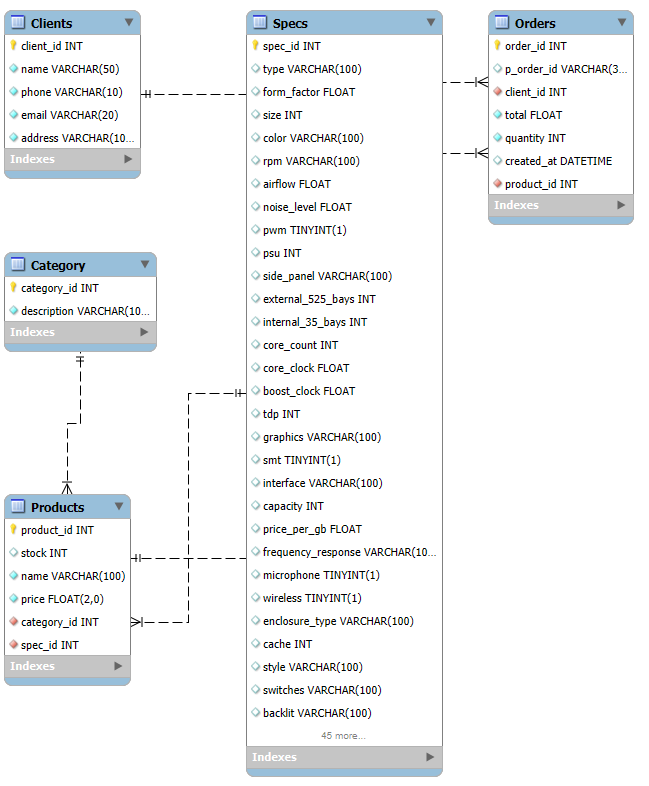 Clients
client_id INT
name VARCHAR(50)
phone VARCHAR(10)
email VARCHAR(20)
address VARCHAR(10...
Indexes
Category
category_id INT
description VARCHAR(10...
Indexes
Products
product_id INT
stock INT
name VARCHAR(100)
price FLOAT(2,0)
category_id INT
spec_id INT
Indexes
Specs
spec_id INT
type VARCHAR(100)
form_factor FLOAT
size INT
color VARCHAR(100)
rpm VARCHAR(100)
airflow FLOAT
noise_level FLOAT
pwm TINYINT(1)
psu INT
side_panel VARCHAR(100)
external_525_bays INT
internal_35_bays INT
core_count INT
core_clock FLOAT
boost_clock FLOAT
tdp INT
graphics VARCHAR(100)
smt TINYINT(1)
interface VARCHAR(100)
capacity INT
price_per_gb FLOAT
frequency_response VARCHAR(10...
microphone TINYINT(1)
wireless TINYINT(1)
enclosure_type VARCHAR(100)
cache INT
style VARCHAR(100)
switches VARCHAR(100)
backlit VARCHAR(100)
45 more...
Indexes
Orders
order_id INT
p_order_id VARCHAR(3...
client_id INT
total FLOAT
quantity INT
created_at DATETIME
product_id INT
Indexes